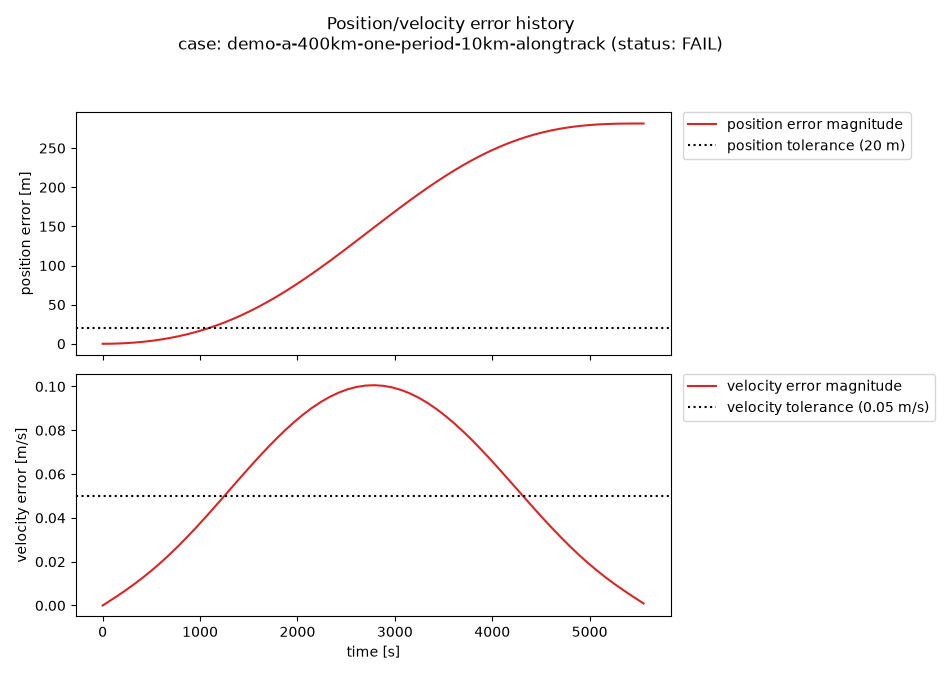 Position/velocity error history
case: demo-a-400km-one-period-10km-alongtrack (status: FAIL)
position error [m]
250
200
150
100
50
0
position error magnitude
position tolerance (20 m)
velocity error [m/s]
0.10
0.08
0.06
0.04
0.02
0.00
velocity error magnitude
velocity tolerance (0.05 m/s)
0 1000 2000 3000 4000 5000
time [s]